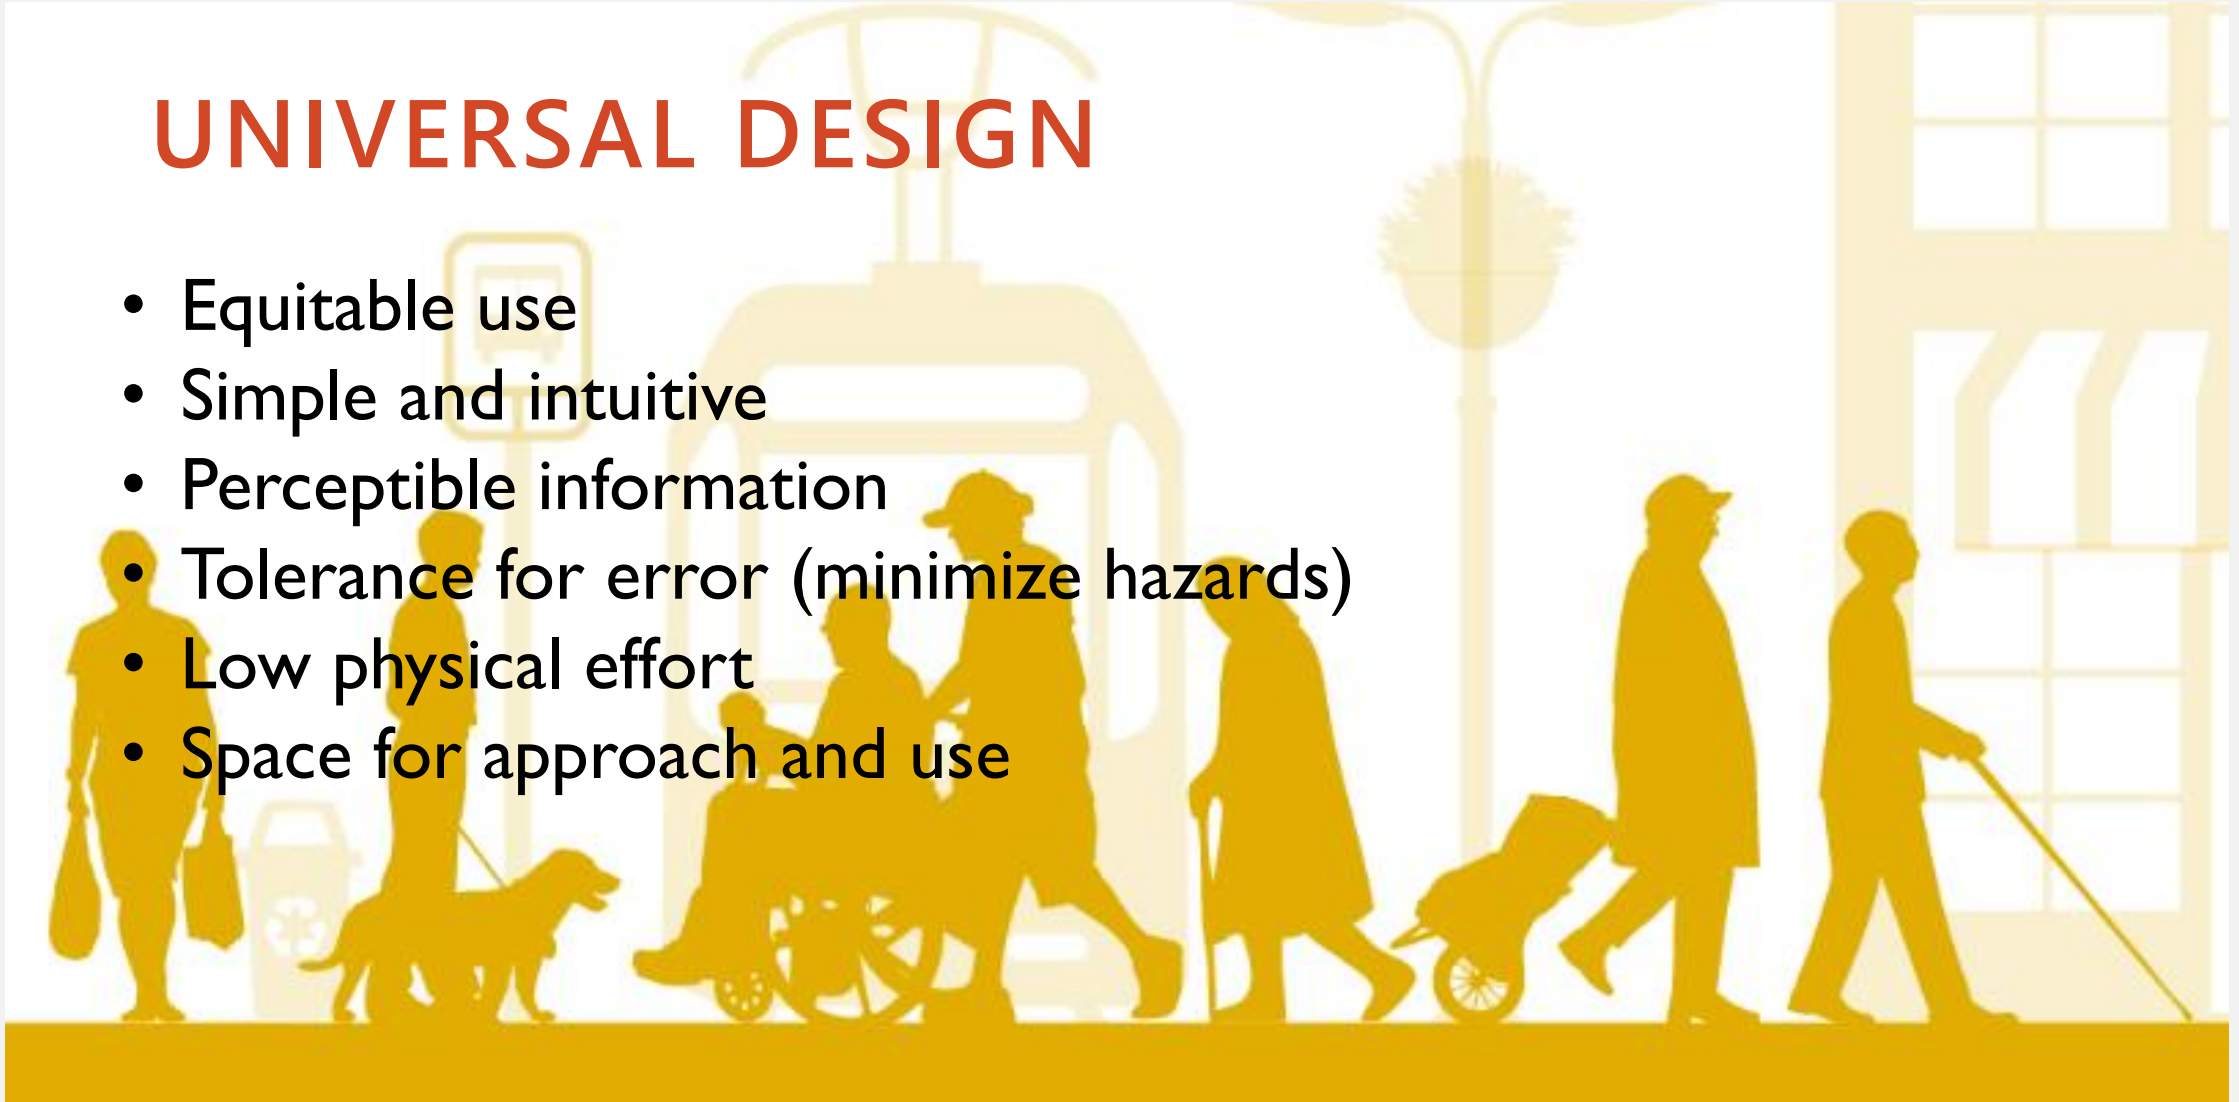 UNIVERSAL DESIGN
• Equitable use
• Simple and intuitive
• Perceptible information
• Tolerance for error (minimize hazards)
• Low physical effort
• Space for approach and use